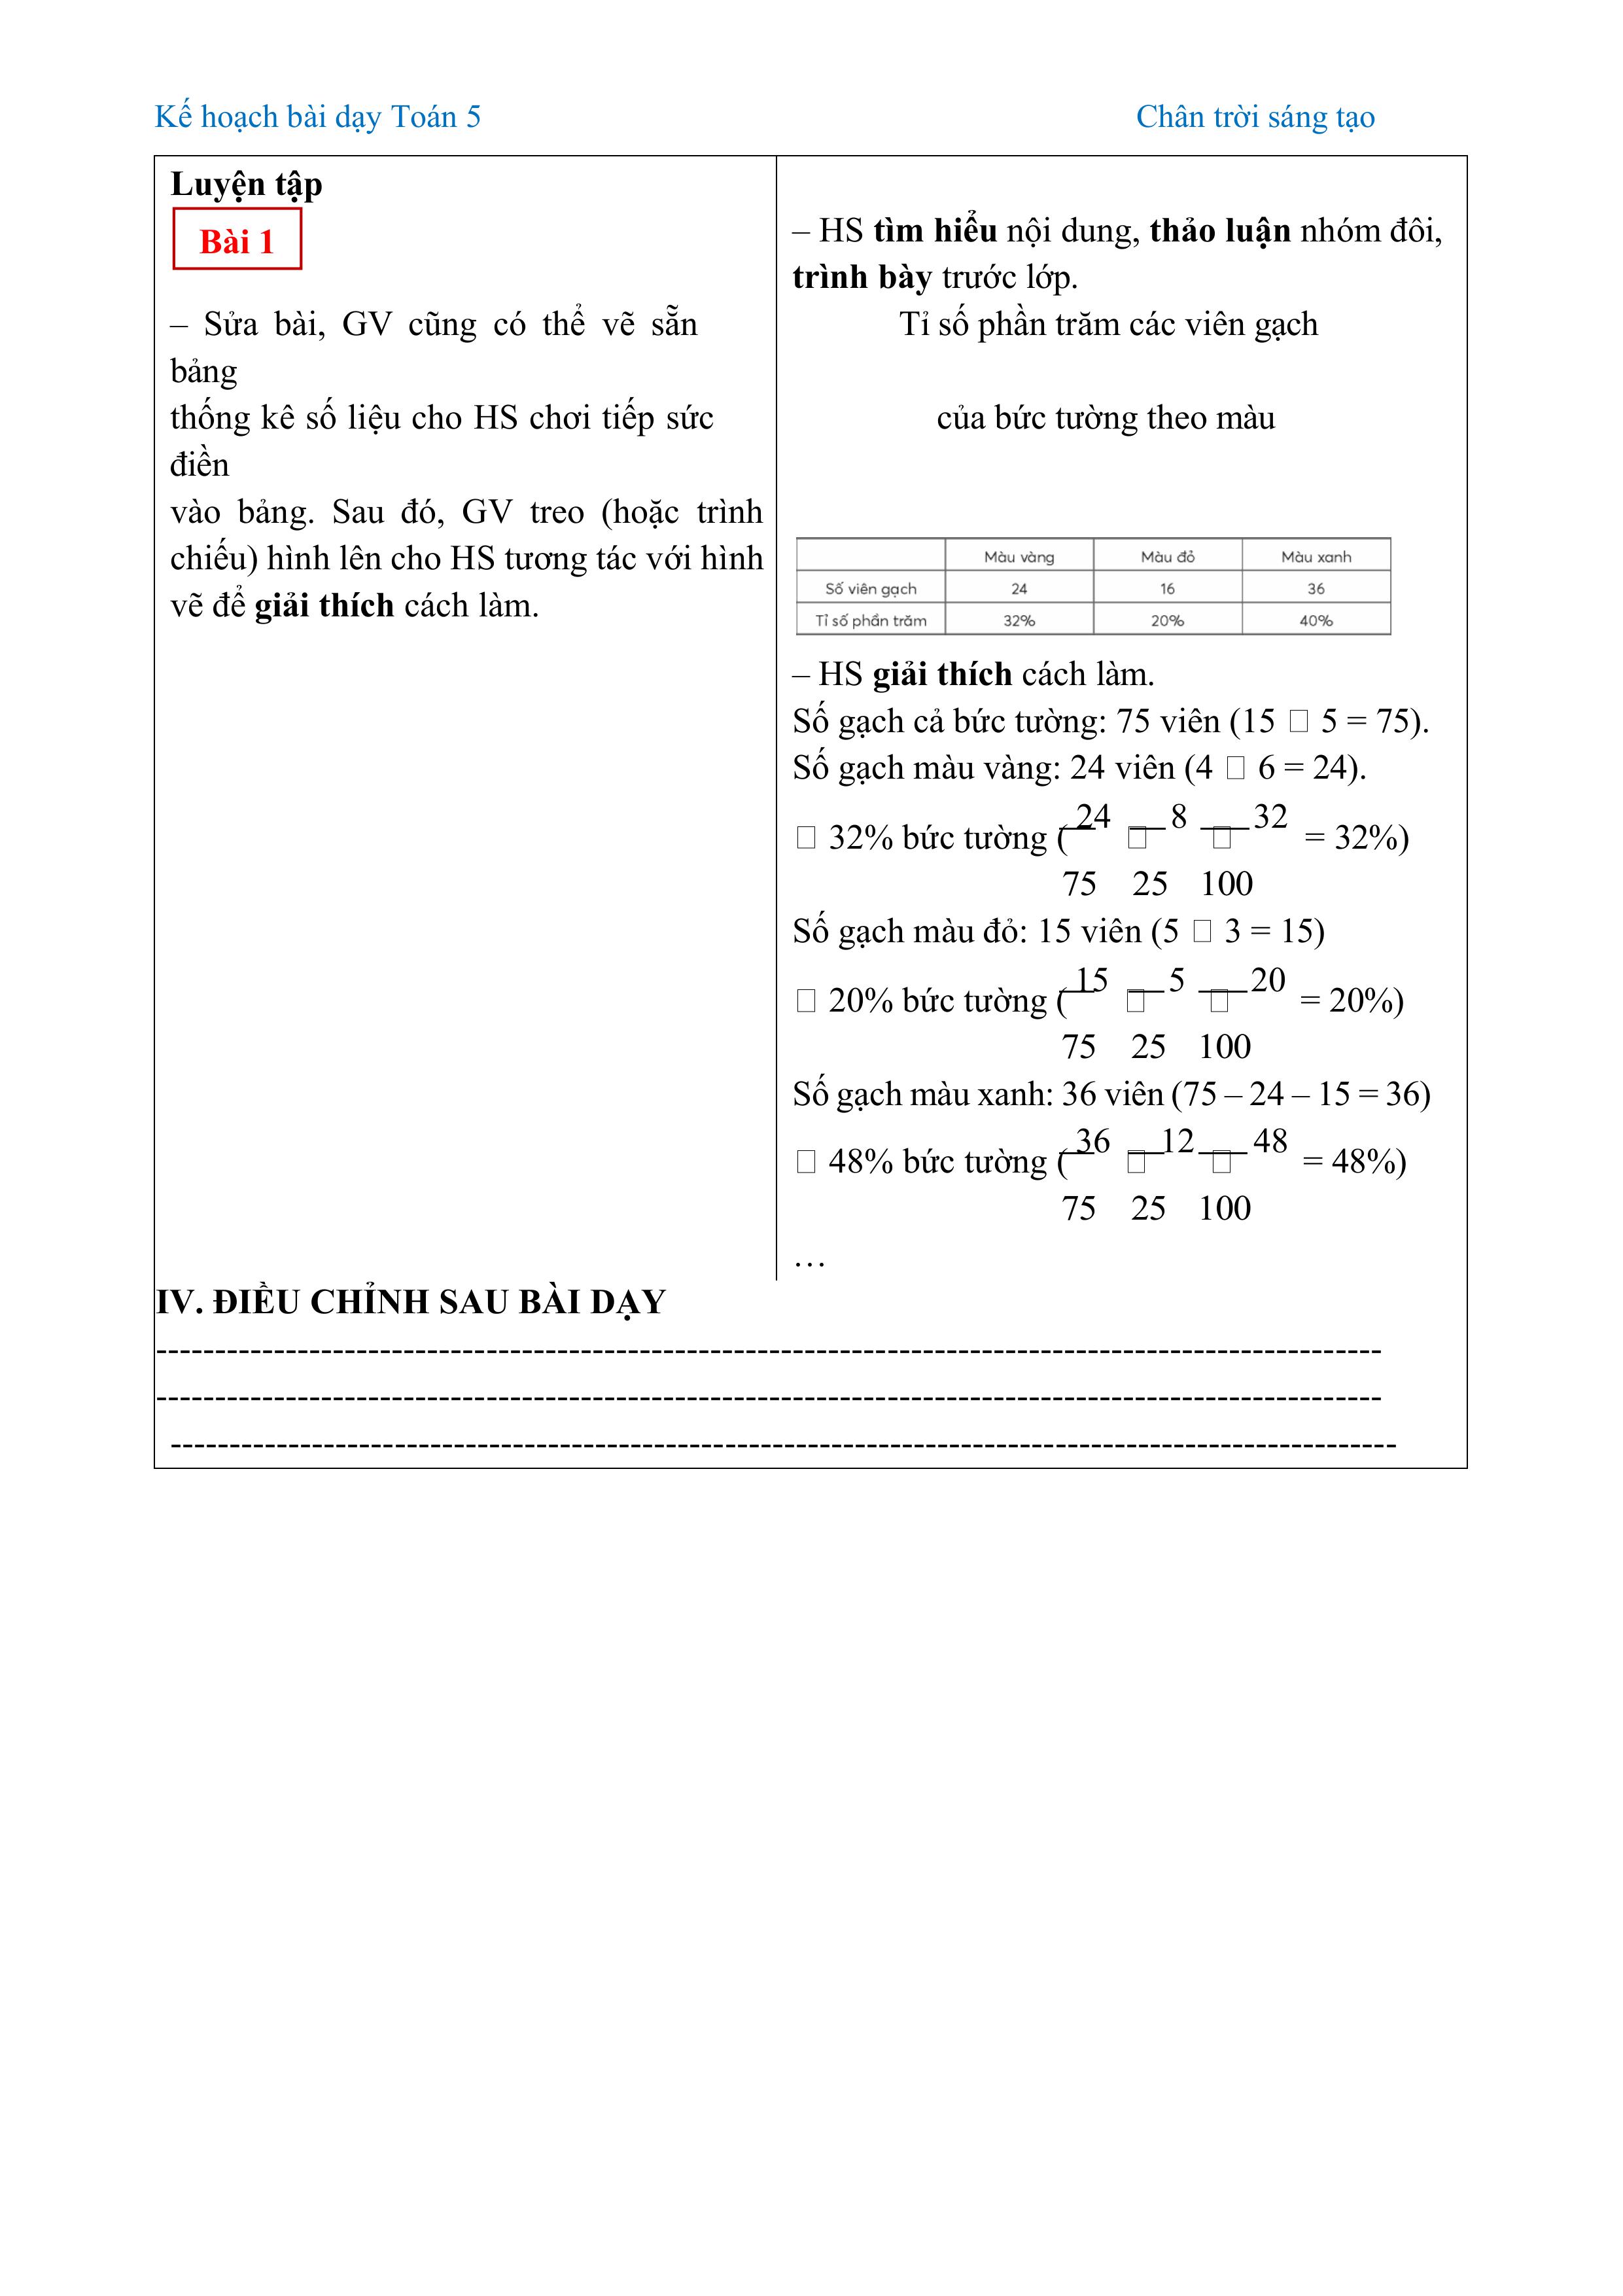 Kế hoạch bài dạy Toán 5 Chân trời sáng tạo
Luyện tập
Bài 1
– Sửa bài, GV cũng có thể vẽ sẵn
bảng
thống kê số liệu cho HS chơi tiếp sức
điền
vào bảng. Sau đó, GV treo (hoặc trình
chiếu) hình lên cho HS tương tác với hình
vẽ để giải thích cách làm.
– HS tìm hiểu nội dung, thảo luận nhóm đôi,
trình bày trước lớp.
Tỉ số phần trăm các viên gạch
của bức tường theo màu
Màu vàng Màu đỏ Màu xanh
Số viên gạch 24 16 36
Tỉ số phần trăm 32% 20% 40%
– HS giải thích cách làm.
Số gạch cả bức tường: 75 viên (15 □ 5 = 75).
Số gạch màu vàng: 24 viên (4 □ 6 = 24).
□ 32% bức tường ( 24 □ 8 □ 32 = 32%)
75 25 100
Số gạch màu đỏ: 15 viên (5 □ 3 = 15)
□ 20% bức tường ( 15 □ 5 □ 20 = 20%)
75 25 100
Số gạch màu xanh: 36 viên (75 – 24 – 15 = 36)
□ 48% bức tường ( 36 □ 12 □ 48 = 48%)
75 25 100
…
IV. ĐIỀU CHỈNH SAU BÀI DẠY